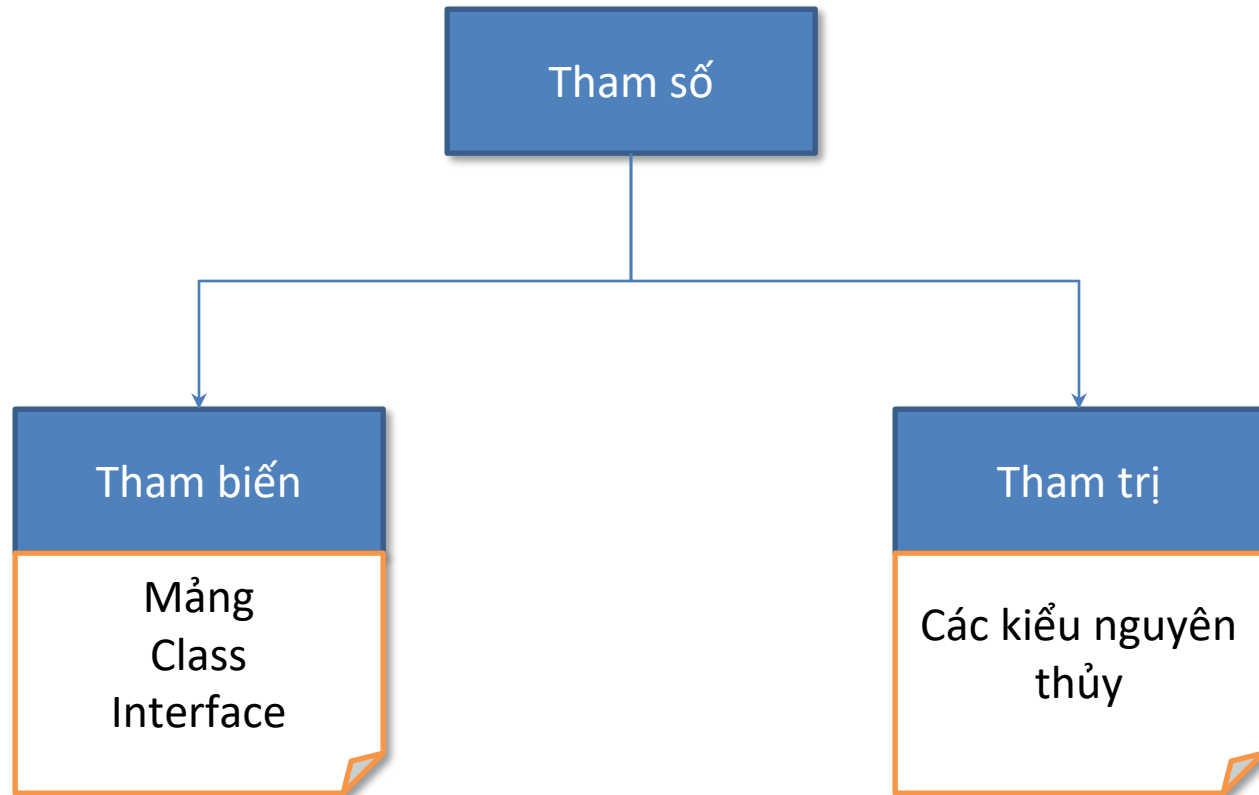 Tham số
Tham biến
Mảng
Class
Interface
Tham trị
Các kiểu nguyên
thủy